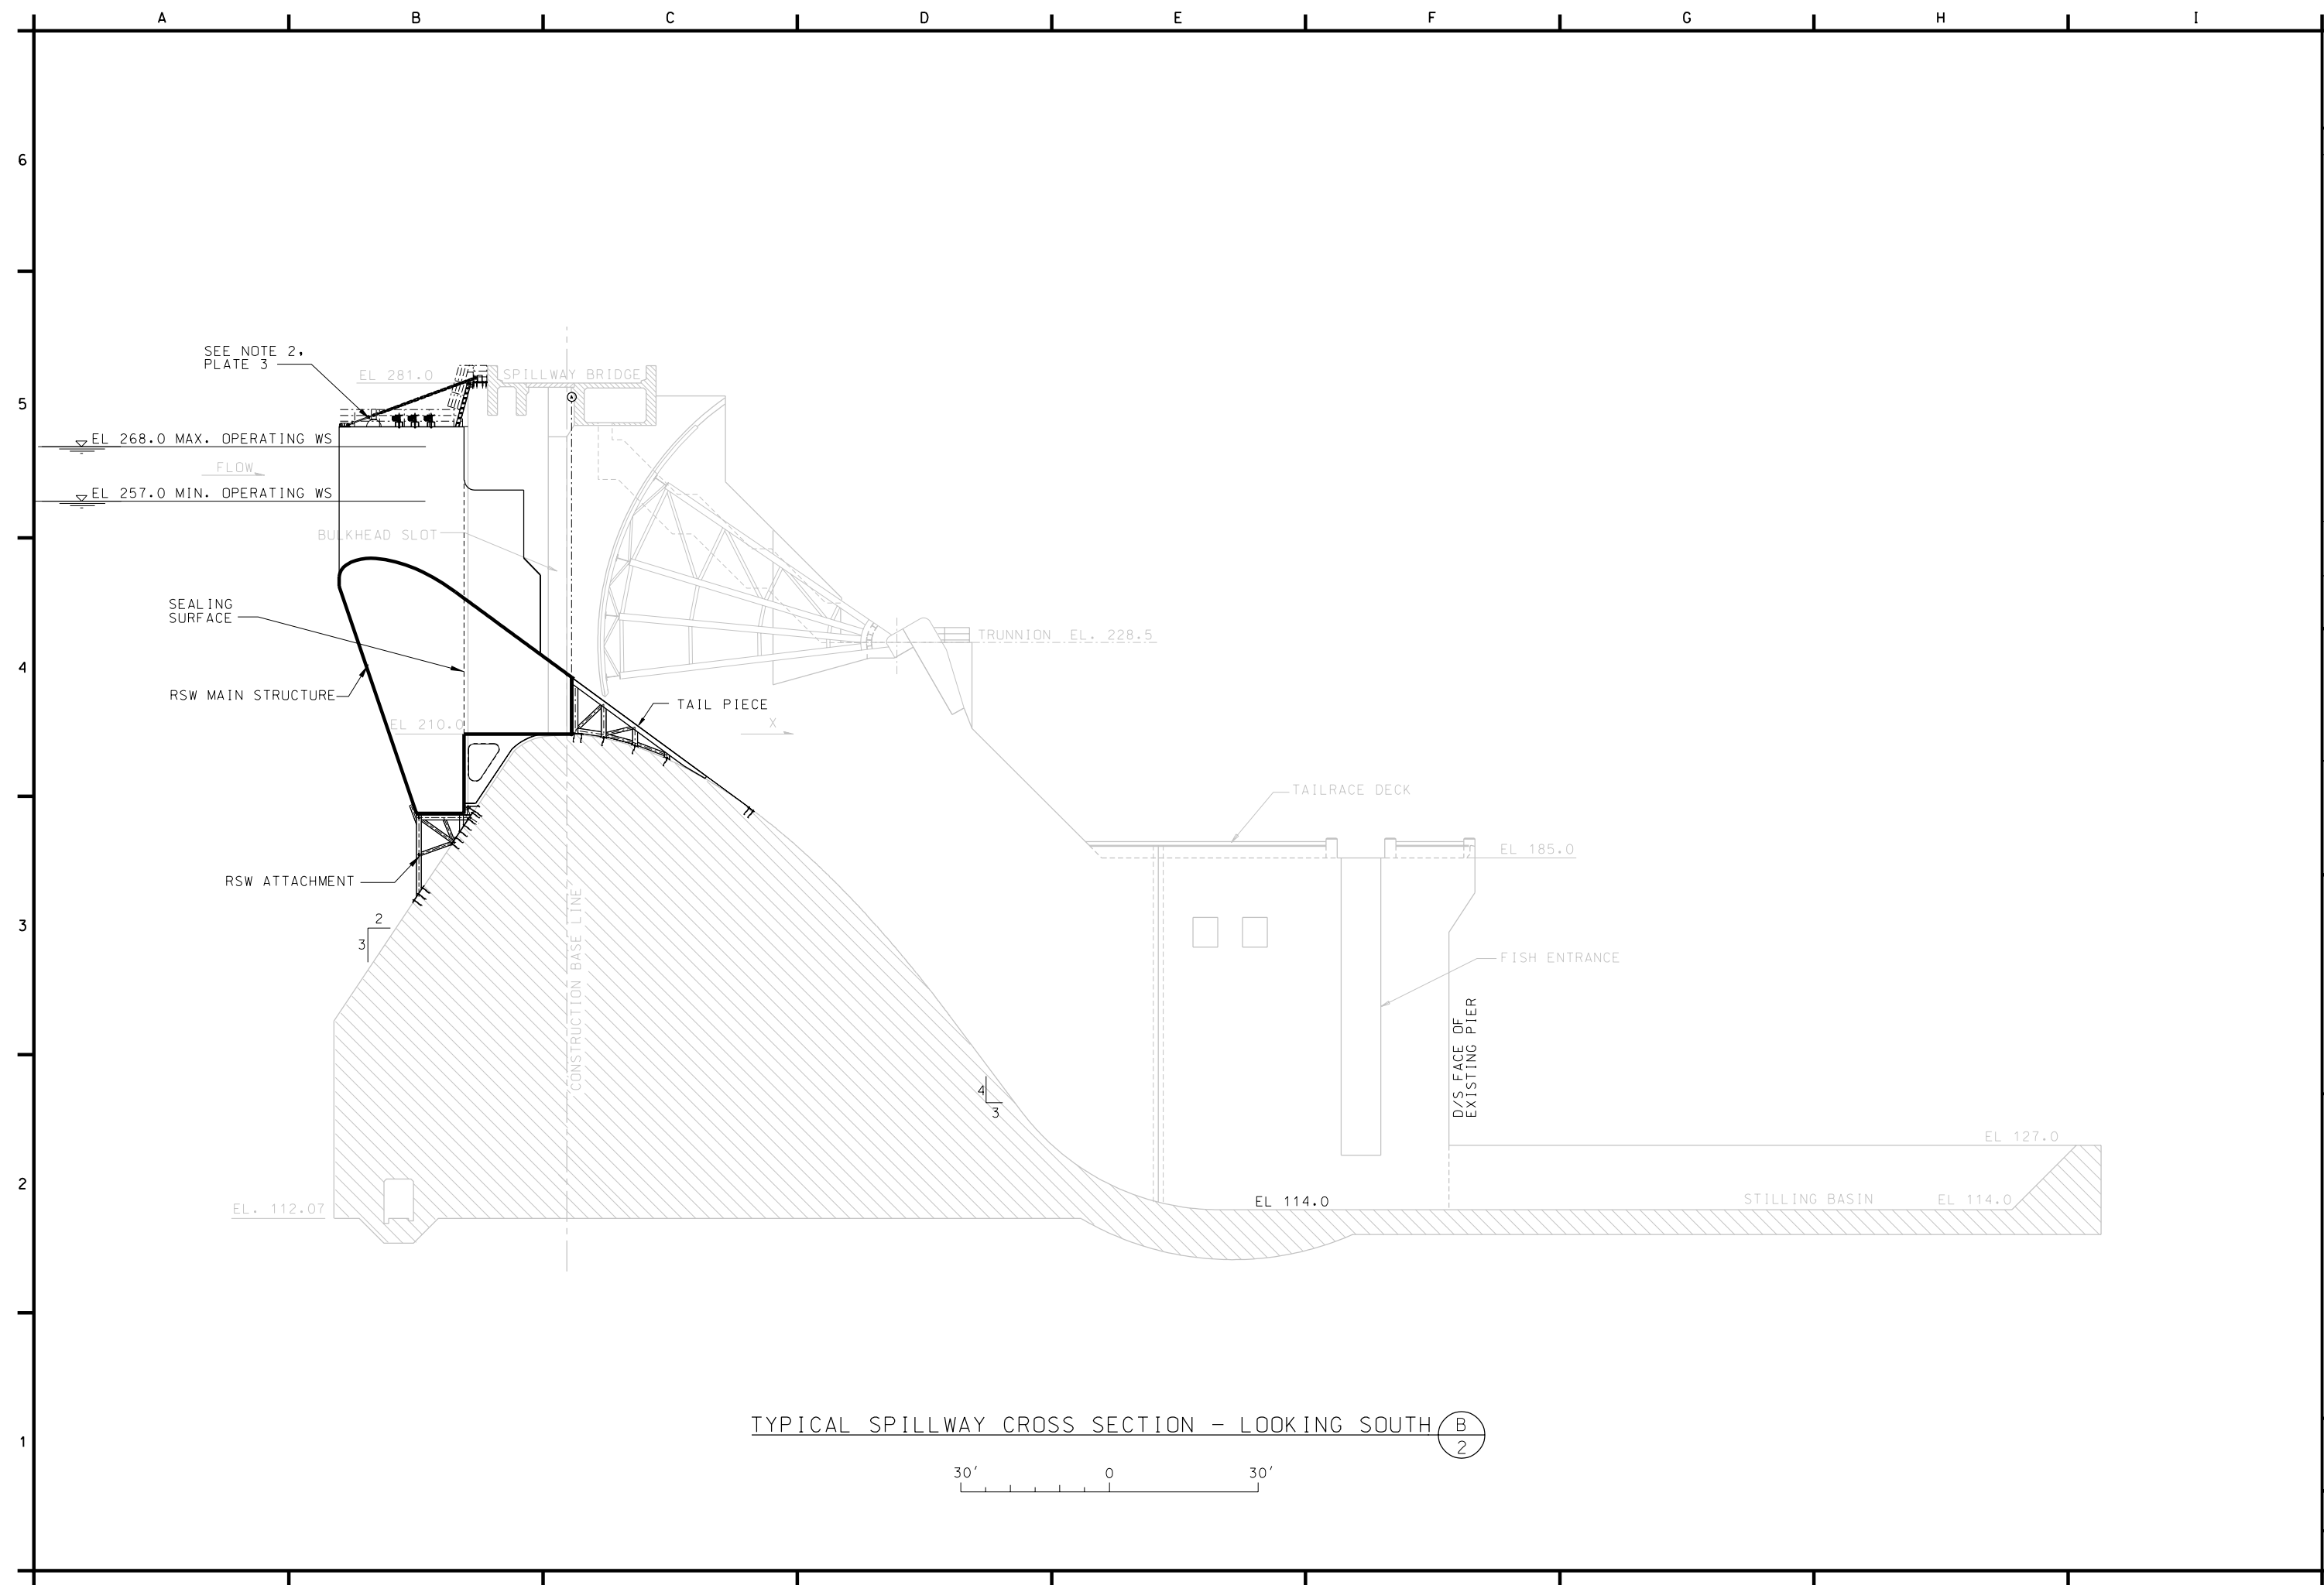 A B C D E F G H I
6
SEE NOTE 2,
PLATE 3
EL 281.0
SPILLWAY BRIDGE
5
EL 268.0 MAX. OPERATING WS
FLOW
EL 257.0 MIN. OPERATING WS
BULKHEAD SLOT
SEALING
SURFACE
TRUNNION EL. 228.5
4
RSW MAIN STRUCTURE
TAIL PIECE
EL 210.0
X
TAILRACE DECK
EL 185.0
RSW ATTACHMENT
2
3
3
CONSTRUCTION BASE LINE
FISH ENTRANCE
D/S FACE OF
EXISTING PIER
4
3
EL 127.0
2
EL. 112.07
EL 114.0
STILLING BASIN
EL 114.0
1
TYPICAL SPILLWAY CROSS SECTION - LOOKING SOUTH
B
2
30' 0 30'